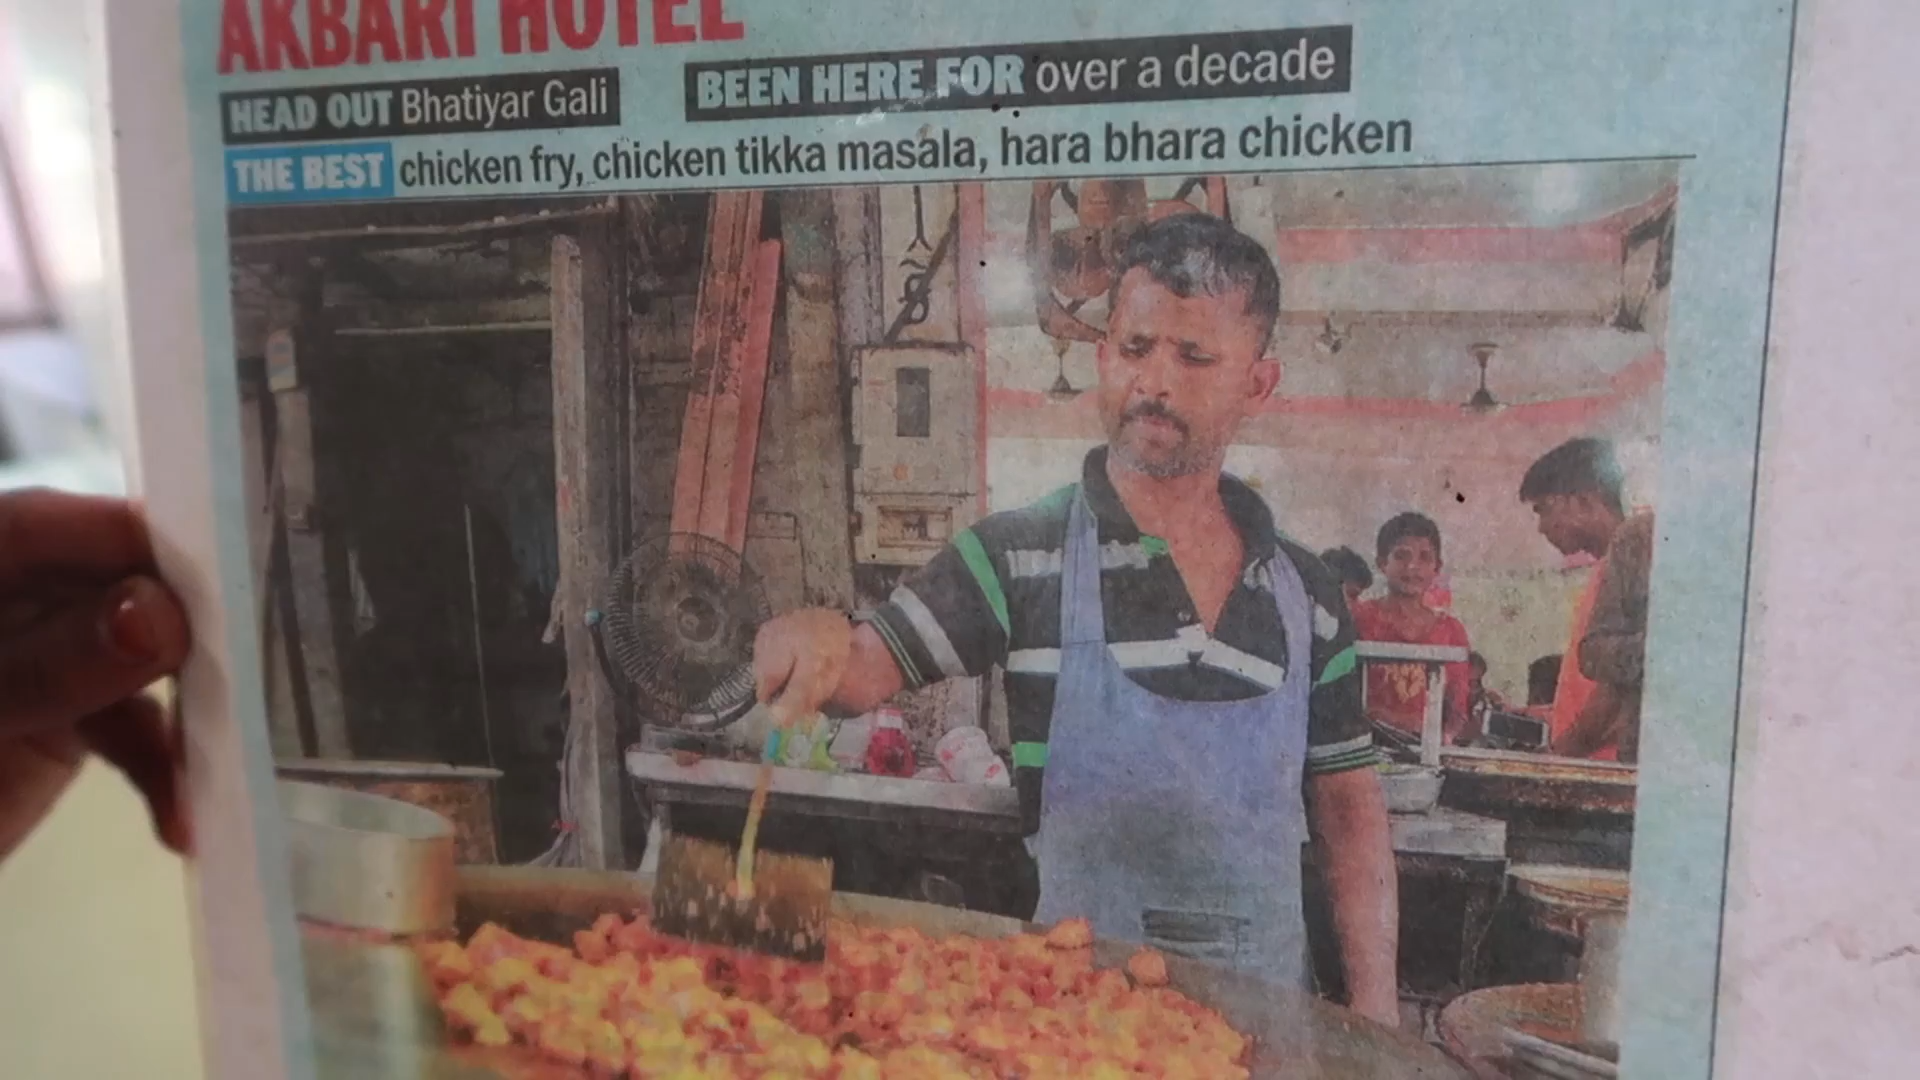 AKBARI HOTEL
HEAD OUT Bhatiyar Gali BEEN HERE FOR over a decade
THE BEST chicken fry, chicken tikka masala, hara bhara chicken